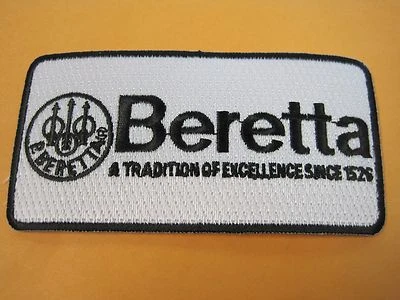 P. BERETTA
Beretta
A TRADITION OF EXCELLENCE SINCE 1526